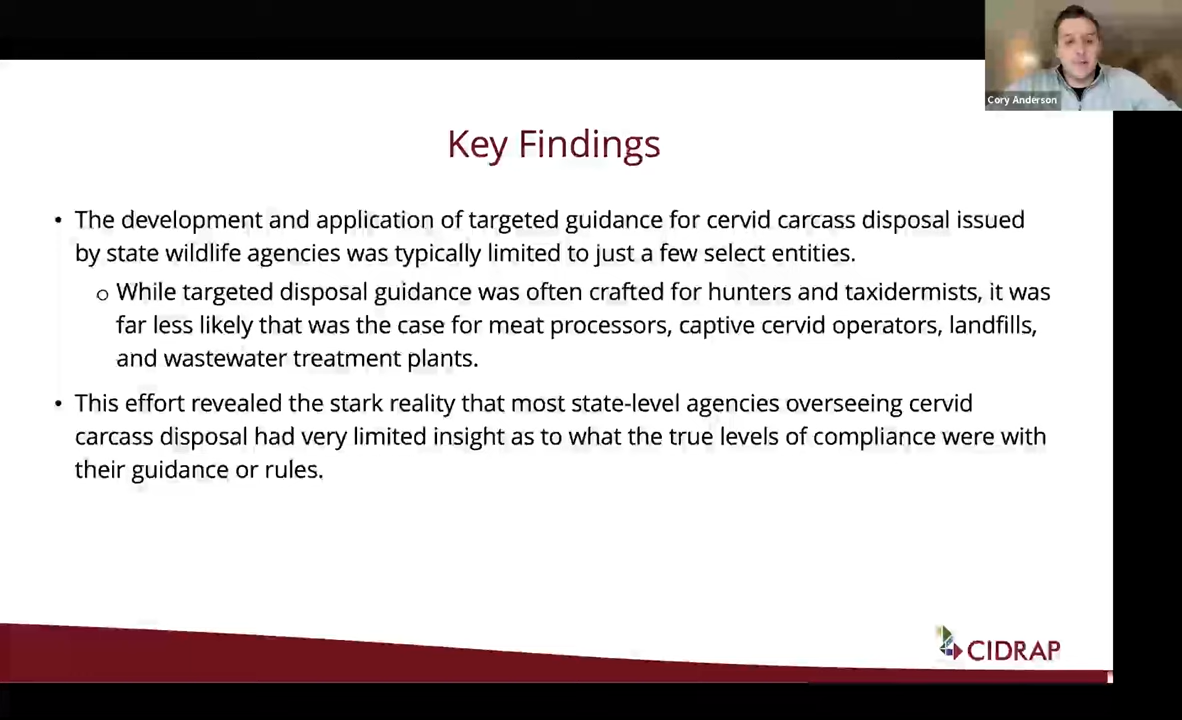 Cory Anderson
Key Findings
• The development and application of targeted guidance for cervid carcass disposal issued
by state wildlife agencies was typically limited to just a few select entities.
o While targeted disposal guidance was often crafted for hunters and taxidermists, it was
far less likely that was the case for meat processors, captive cervid operators, landfills,
and wastewater treatment plants.
• This effort revealed the stark reality that most state-level agencies overseeing cervid
carcass disposal had very limited insight as to what the true levels of compliance were with
their guidance or rules.
CIDRAP